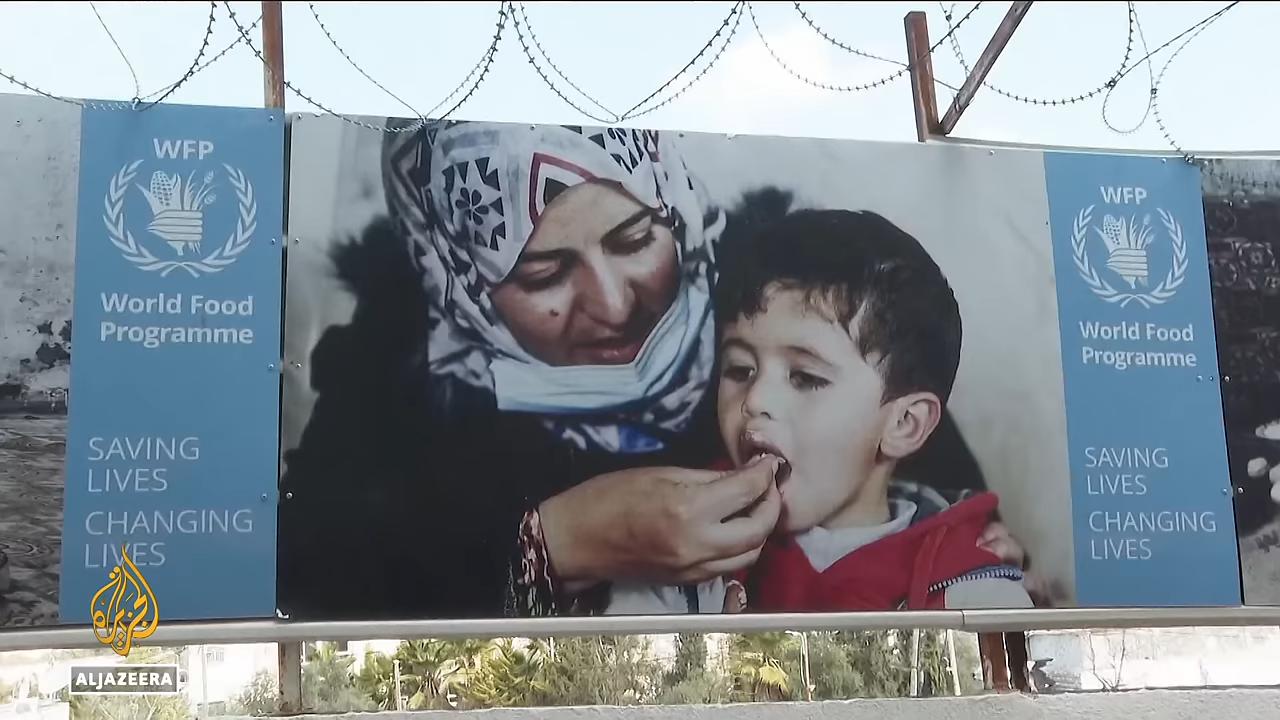 WFP
World Food
Programme
SAVING
LIVES
CHANGING
LIVES
WFP
World Food
Programme
SAVING
LIVES
CHANGING
LIVES
الجزيرة
ALJAZEERA